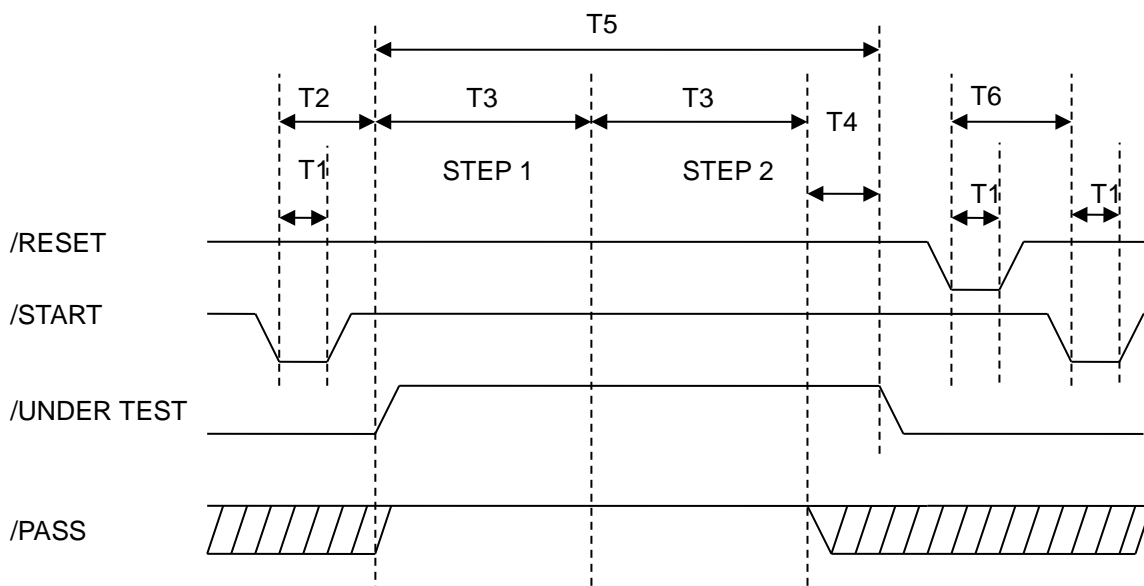 T5
T2 T3 T3 T6
T4
T1 STEP 1 STEP 2 T1 T1
/RESET
/START
/UNDER TEST
/PASS